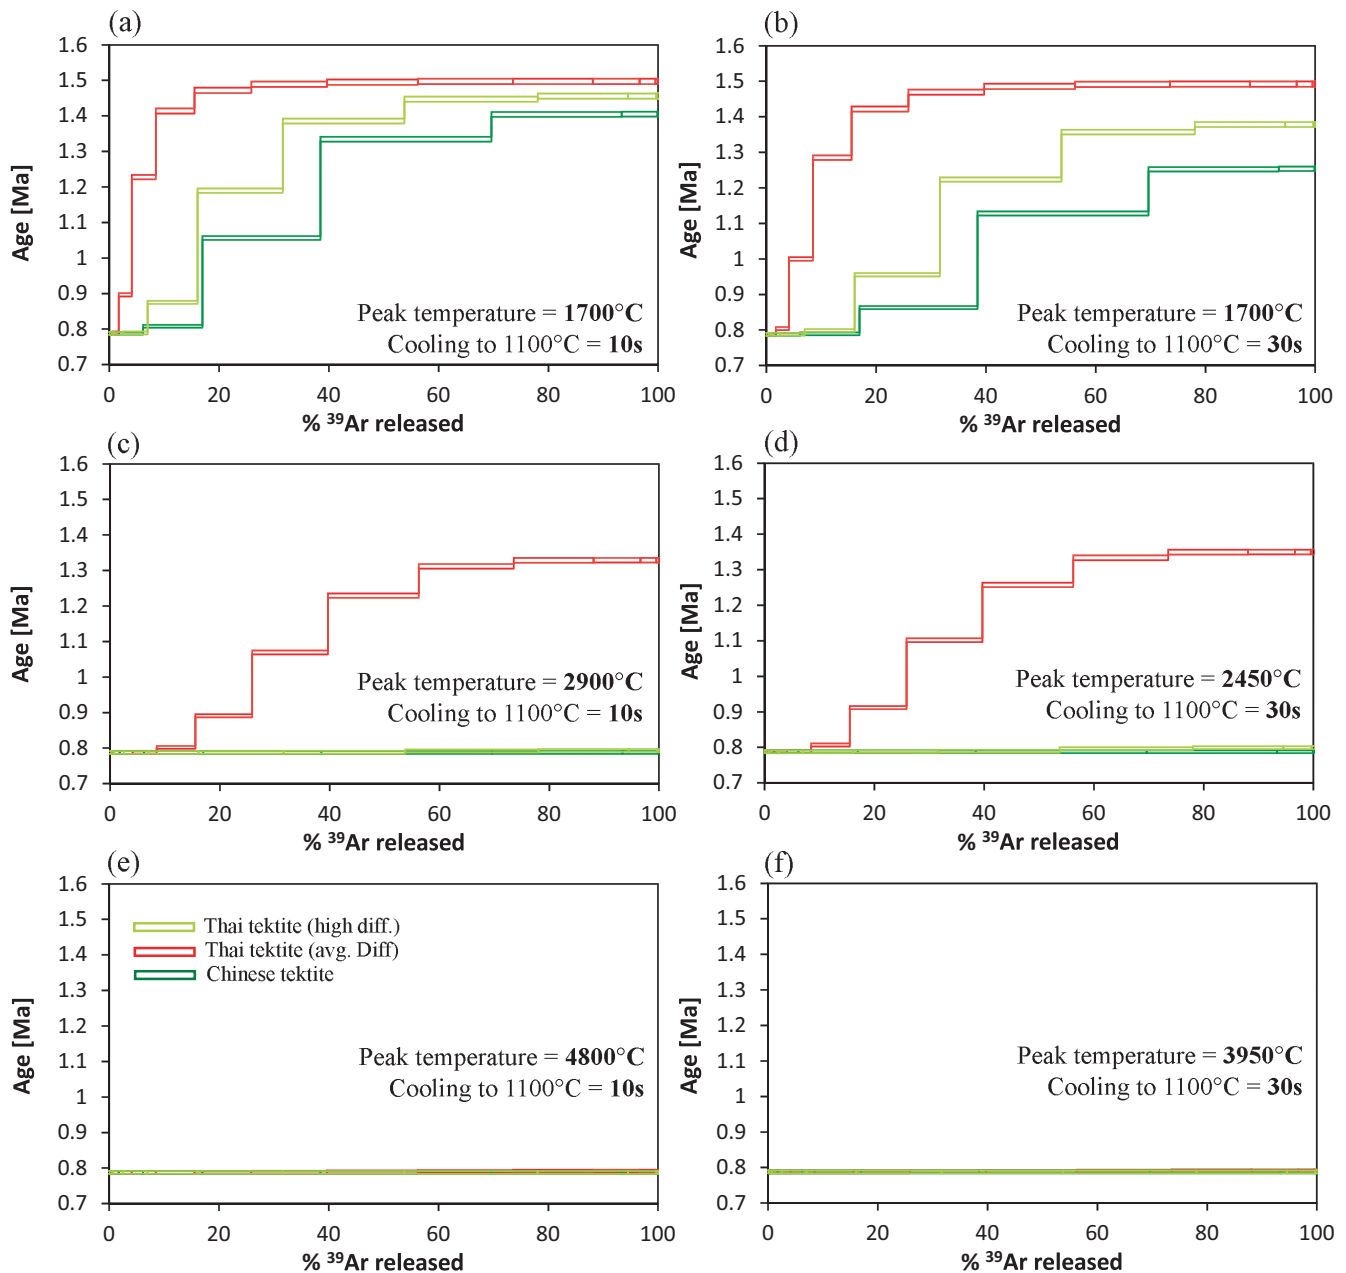 (a)
1.6
1.5
1.4
1.3
1.2
1.1
1
0.9
0.8
0.7
Age [Ma]
Peak temperature = 1700°C
Cooling to 1100°C = 10s
0 20 40 60 80 100
% ³⁹Ar released
(b)
1.6
1.5
1.4
1.3
1.2
1.1
1
0.9
0.8
0.7
Age [Ma]
Peak temperature = 1700°C
Cooling to 1100°C = 30s
0 20 40 60 80 100
% ³⁹Ar released
(c)
1.6
1.5
1.4
1.3
1.2
1.1
1
0.9
0.8
0.7
Age [Ma]
Peak temperature = 2900°C
Cooling to 1100°C = 10s
0 20 40 60 80 100
% ³⁹Ar released
(d)
1.6
1.5
1.4
1.3
1.2
1.1
1
0.9
0.8
0.7
Age [Ma]
Peak temperature = 2450°C
Cooling to 1100°C = 30s
0 20 40 60 80 100
% ³⁹Ar released
(e)
1.6
1.5
1.4
1.3
1.2
1.1
1
0.9
0.8
0.7
Age [Ma]
Thai tektite (high diff.)
Thai tektite (avg. Diff)
Chinese tektite
Peak temperature = 4800°C
Cooling to 1100°C = 10s
0 20 40 60 80 100
% ³⁹Ar released
(f)
1.6
1.5
1.4
1.3
1.2
1.1
1
0.9
0.8
0.7
Age [Ma]
Peak temperature = 3950°C
Cooling to 1100°C = 30s
0 20 40 60 80 100
% ³⁹Ar released